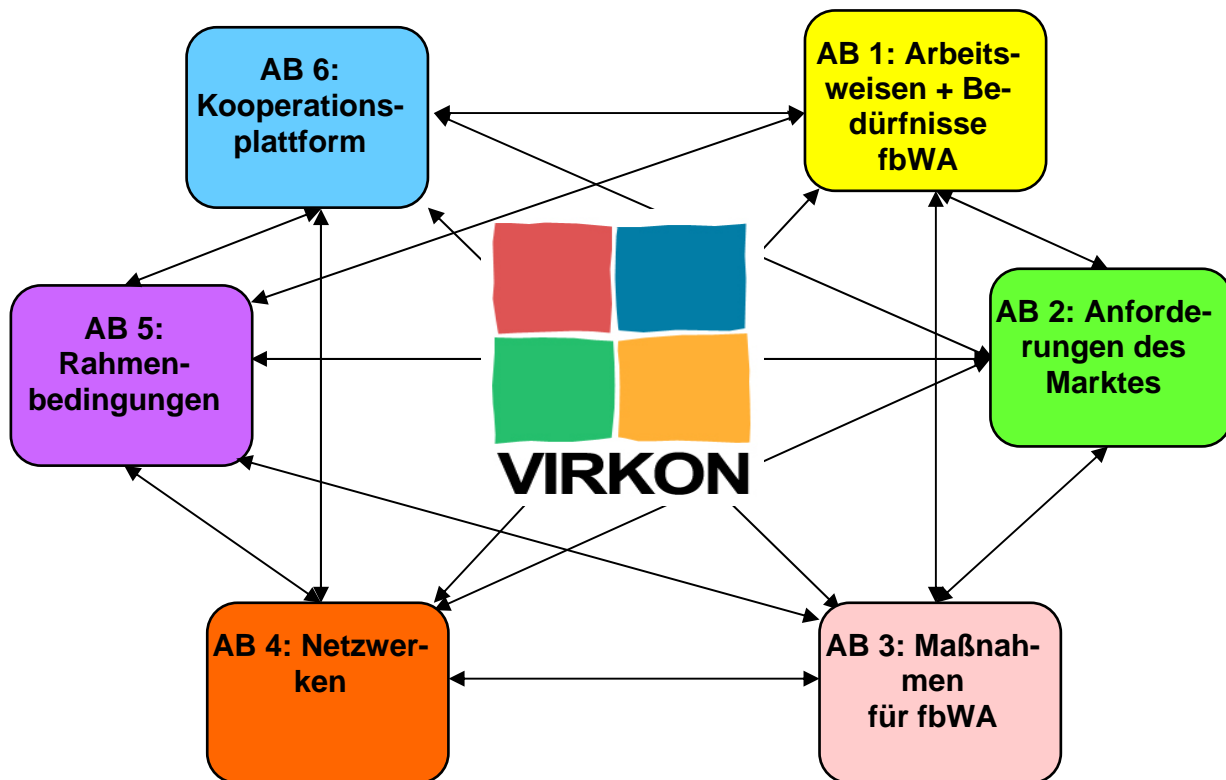 AB 6:
Kooperations-
plattform
AB 1: Arbeits-
weisen + Be-
dürfnisse
fbWA
AB 5:
Rahmen-
bedingungen
AB 2: Anforde-
rungen des
Marktes
VIRKON
AB 4: Netzwer-
ken
AB 3: Maßnah-
men
für fbWA